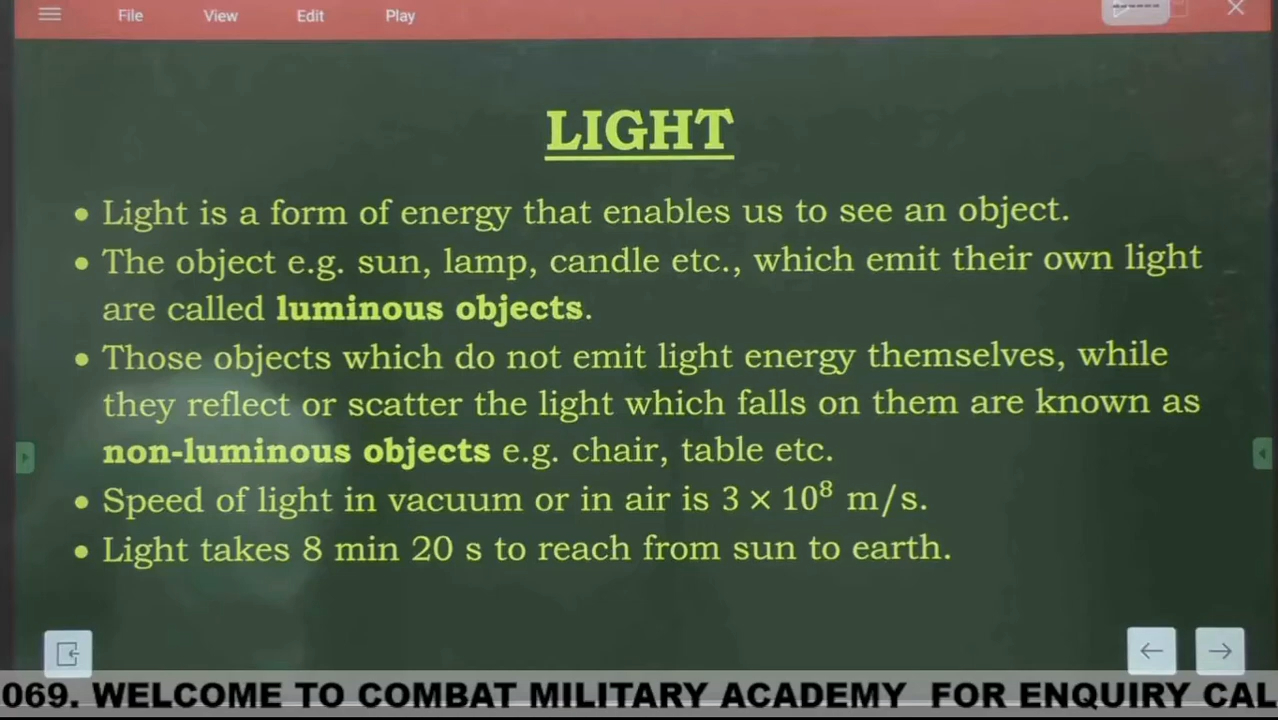 File View Edit Play
LIGHT
• Light is a form of energy that enables us to see an object.
• The object e.g. sun, lamp, candle etc., which emit their own light
are called luminous objects.
• Those objects which do not emit light energy themselves, while
they reflect or scatter the light which falls on them are known as
non-luminous objects e.g. chair, table etc.
• Speed of light in vacuum or in air is 3 × 10⁸ m/s.
• Light takes 8 min 20 s to reach from sun to earth.
069. WELCOME TO COMBAT MILITARY ACADEMY FOR ENQUIRY CAL